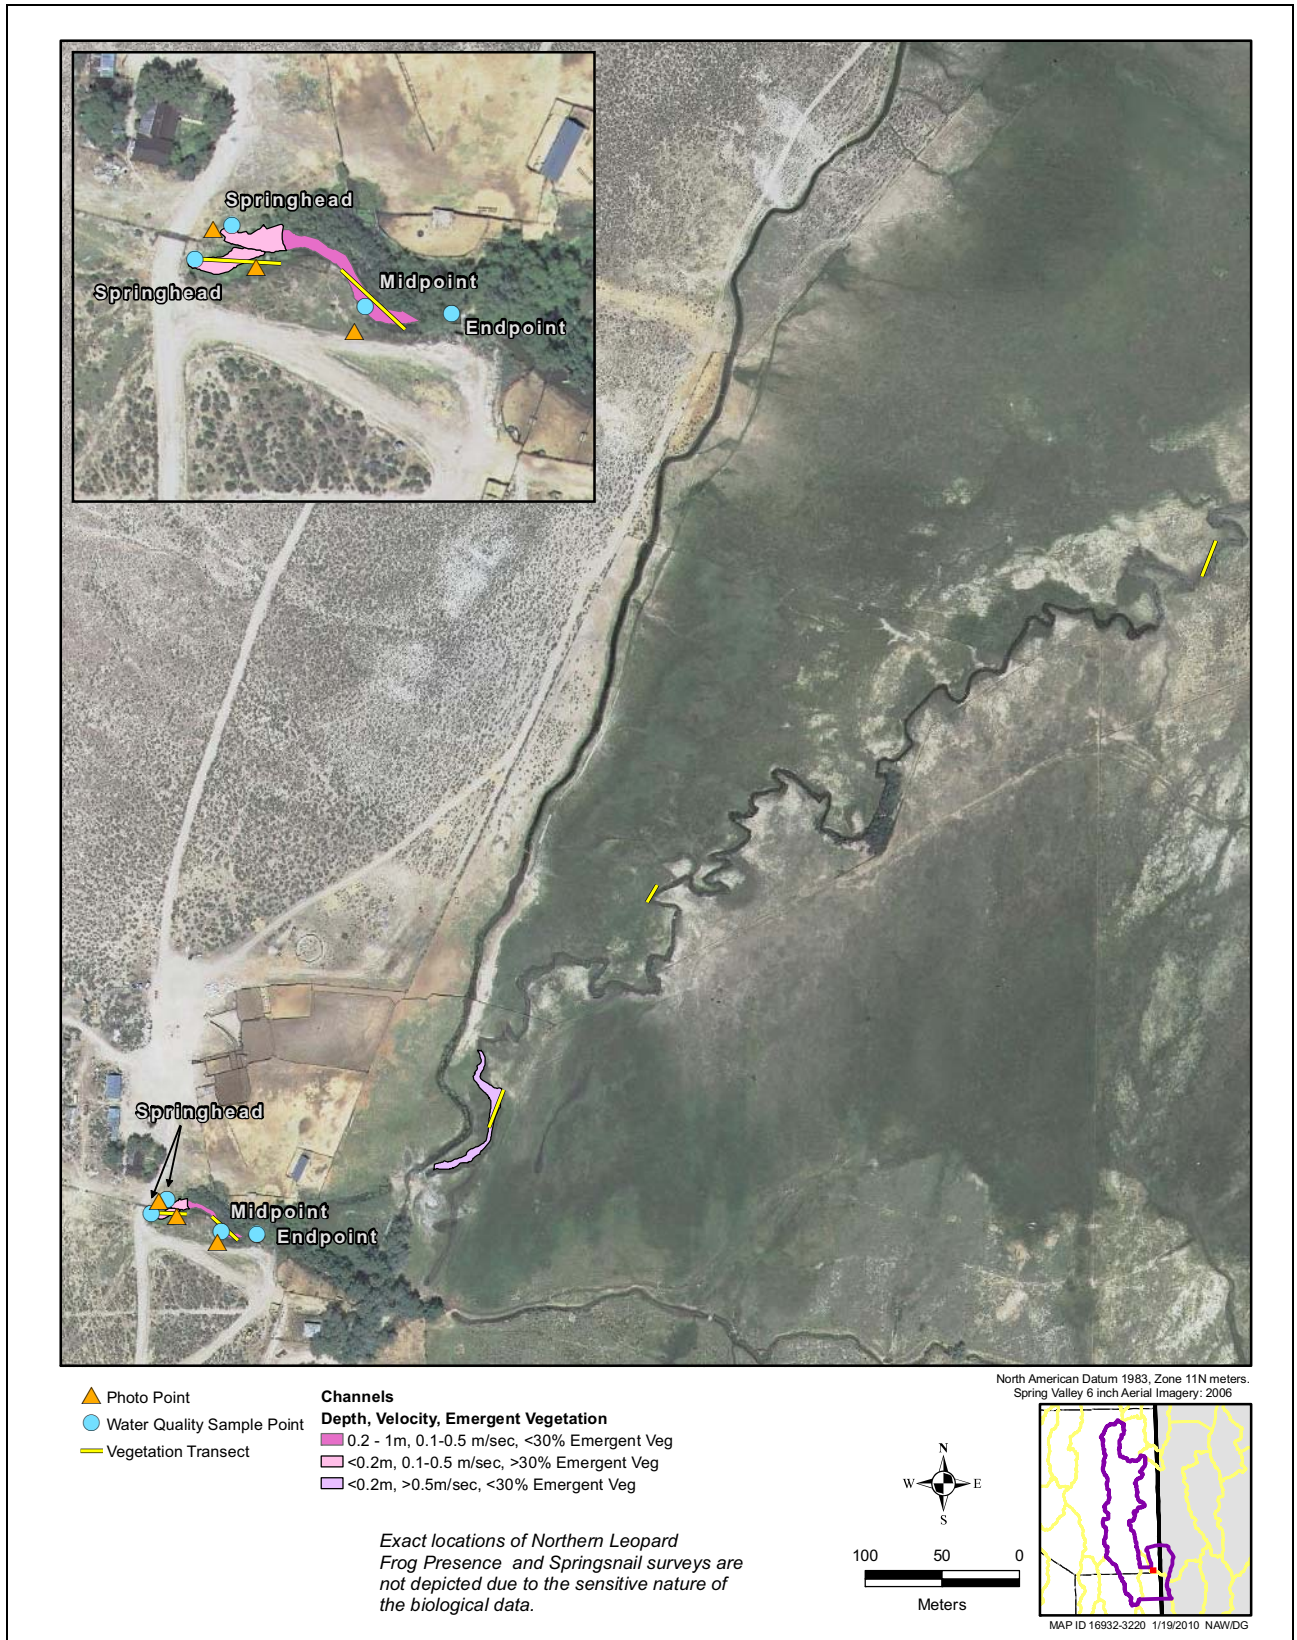 Springhead
Springhead
Midpoint
Endpoint
Springhead
Midpoint
Endpoint
Photo Point
Water Quality Sample Point
Vegetation Transect
Channels
Depth, Velocity, Emergent Vegetation
0.2 - 1m, 0.1-0.5 m/sec, <30% Emergent Veg
<0.2m, 0.1-0.5 m/sec, >30% Emergent Veg
<0.2m, >0.5m/sec, <30% Emergent Veg
Exact locations of Northern Leopard
Frog Presence and Springsnail surveys are
not depicted due to the sensitive nature of
the biological data.
N
W E
S
100 50 0
Meters
North American Datum 1983, Zone 11N meters.
Spring Valley 6 inch Aerial Imagery: 2006
MAP ID 16932-3220 1/19/2010 NAW/DG